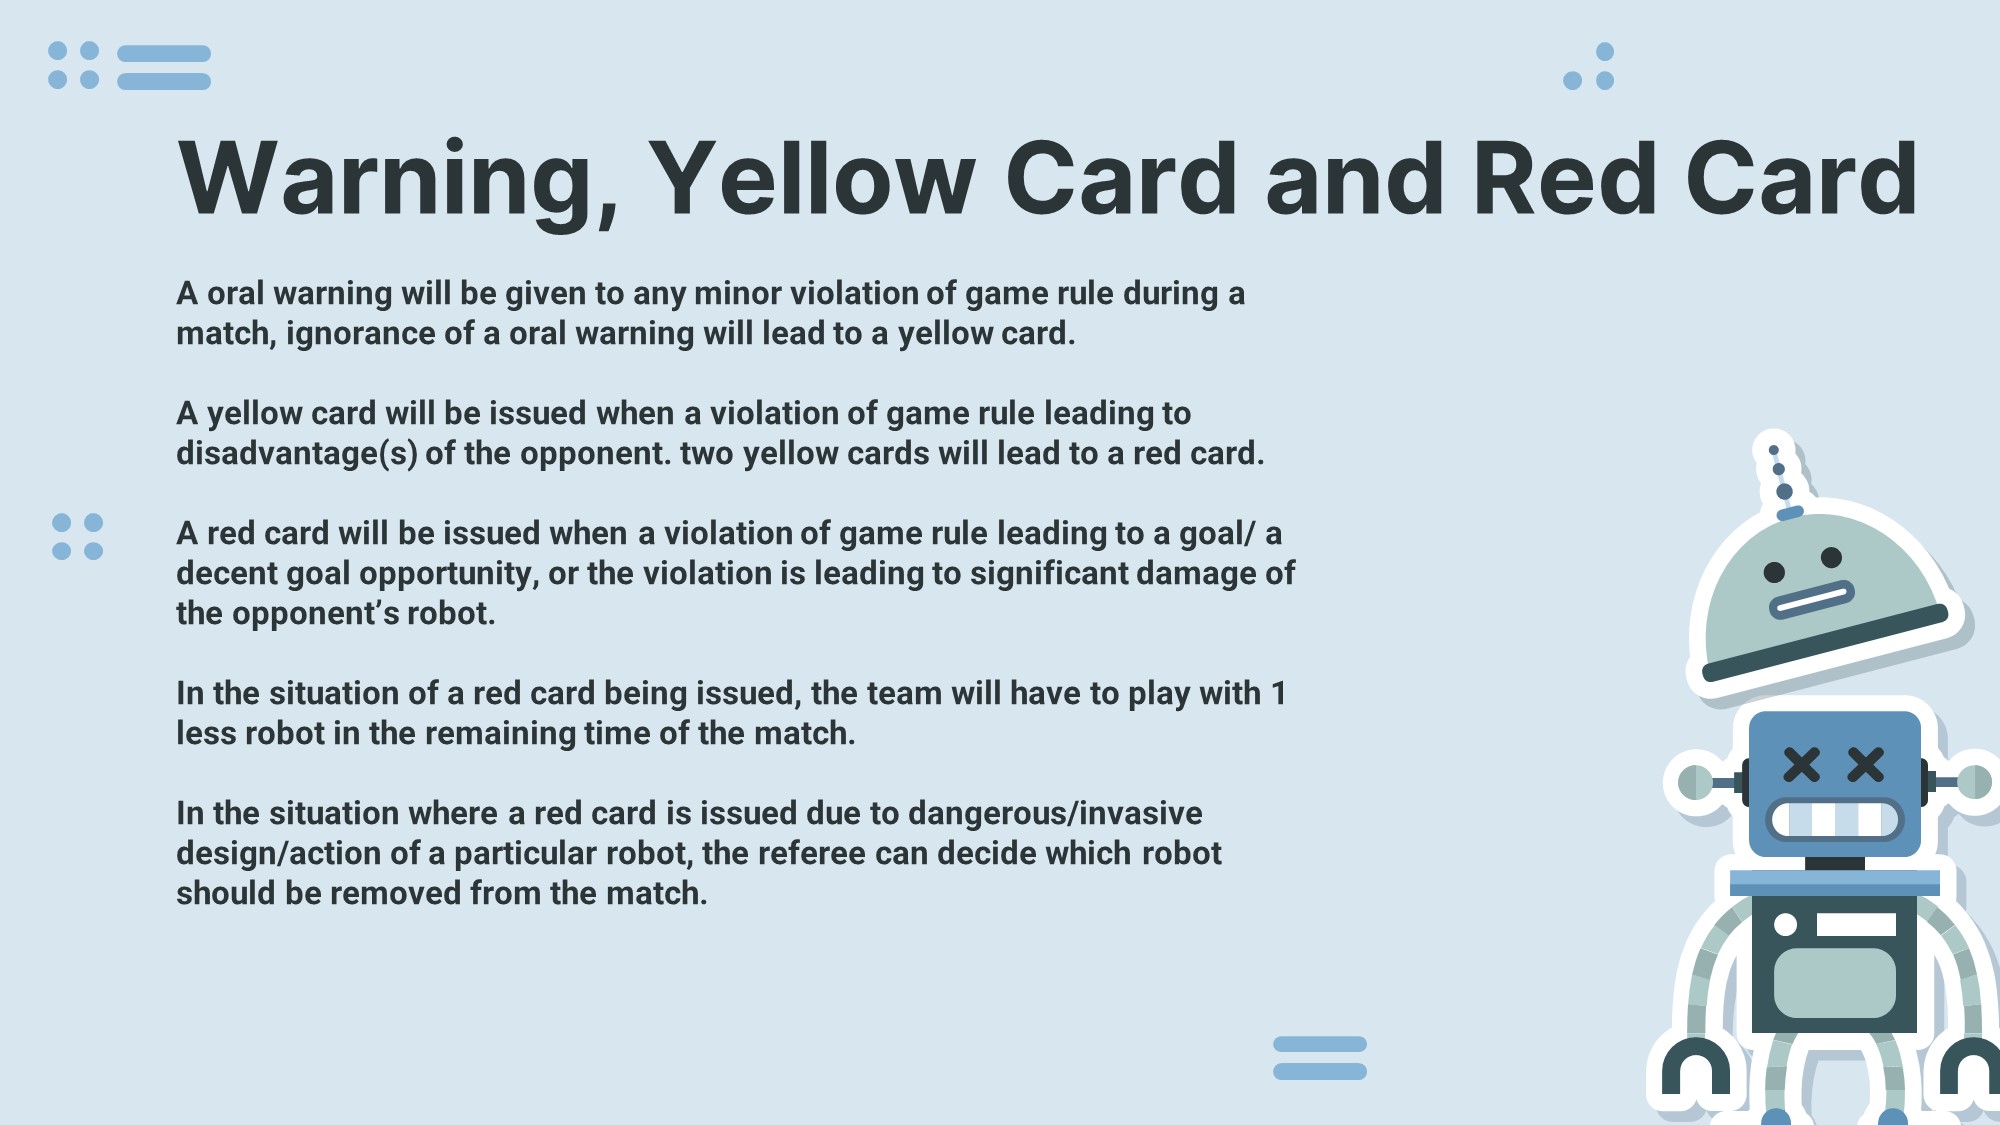 Warning, Yellow Card and Red Card
A oral warning will be given to any minor violation of game rule during a
match, ignorance of a oral warning will lead to a yellow card.
A yellow card will be issued when a violation of game rule leading to
disadvantage(s) of the opponent. two yellow cards will lead to a red card.
A red card will be issued when a violation of game rule leading to a goal/ a
decent goal opportunity, or the violation is leading to significant damage of
the opponent’s robot.
In the situation of a red card being issued, the team will have to play with 1
less robot in the remaining time of the match.
In the situation where a red card is issued due to dangerous/invasive
design/action of a particular robot, the referee can decide which robot
should be removed from the match.